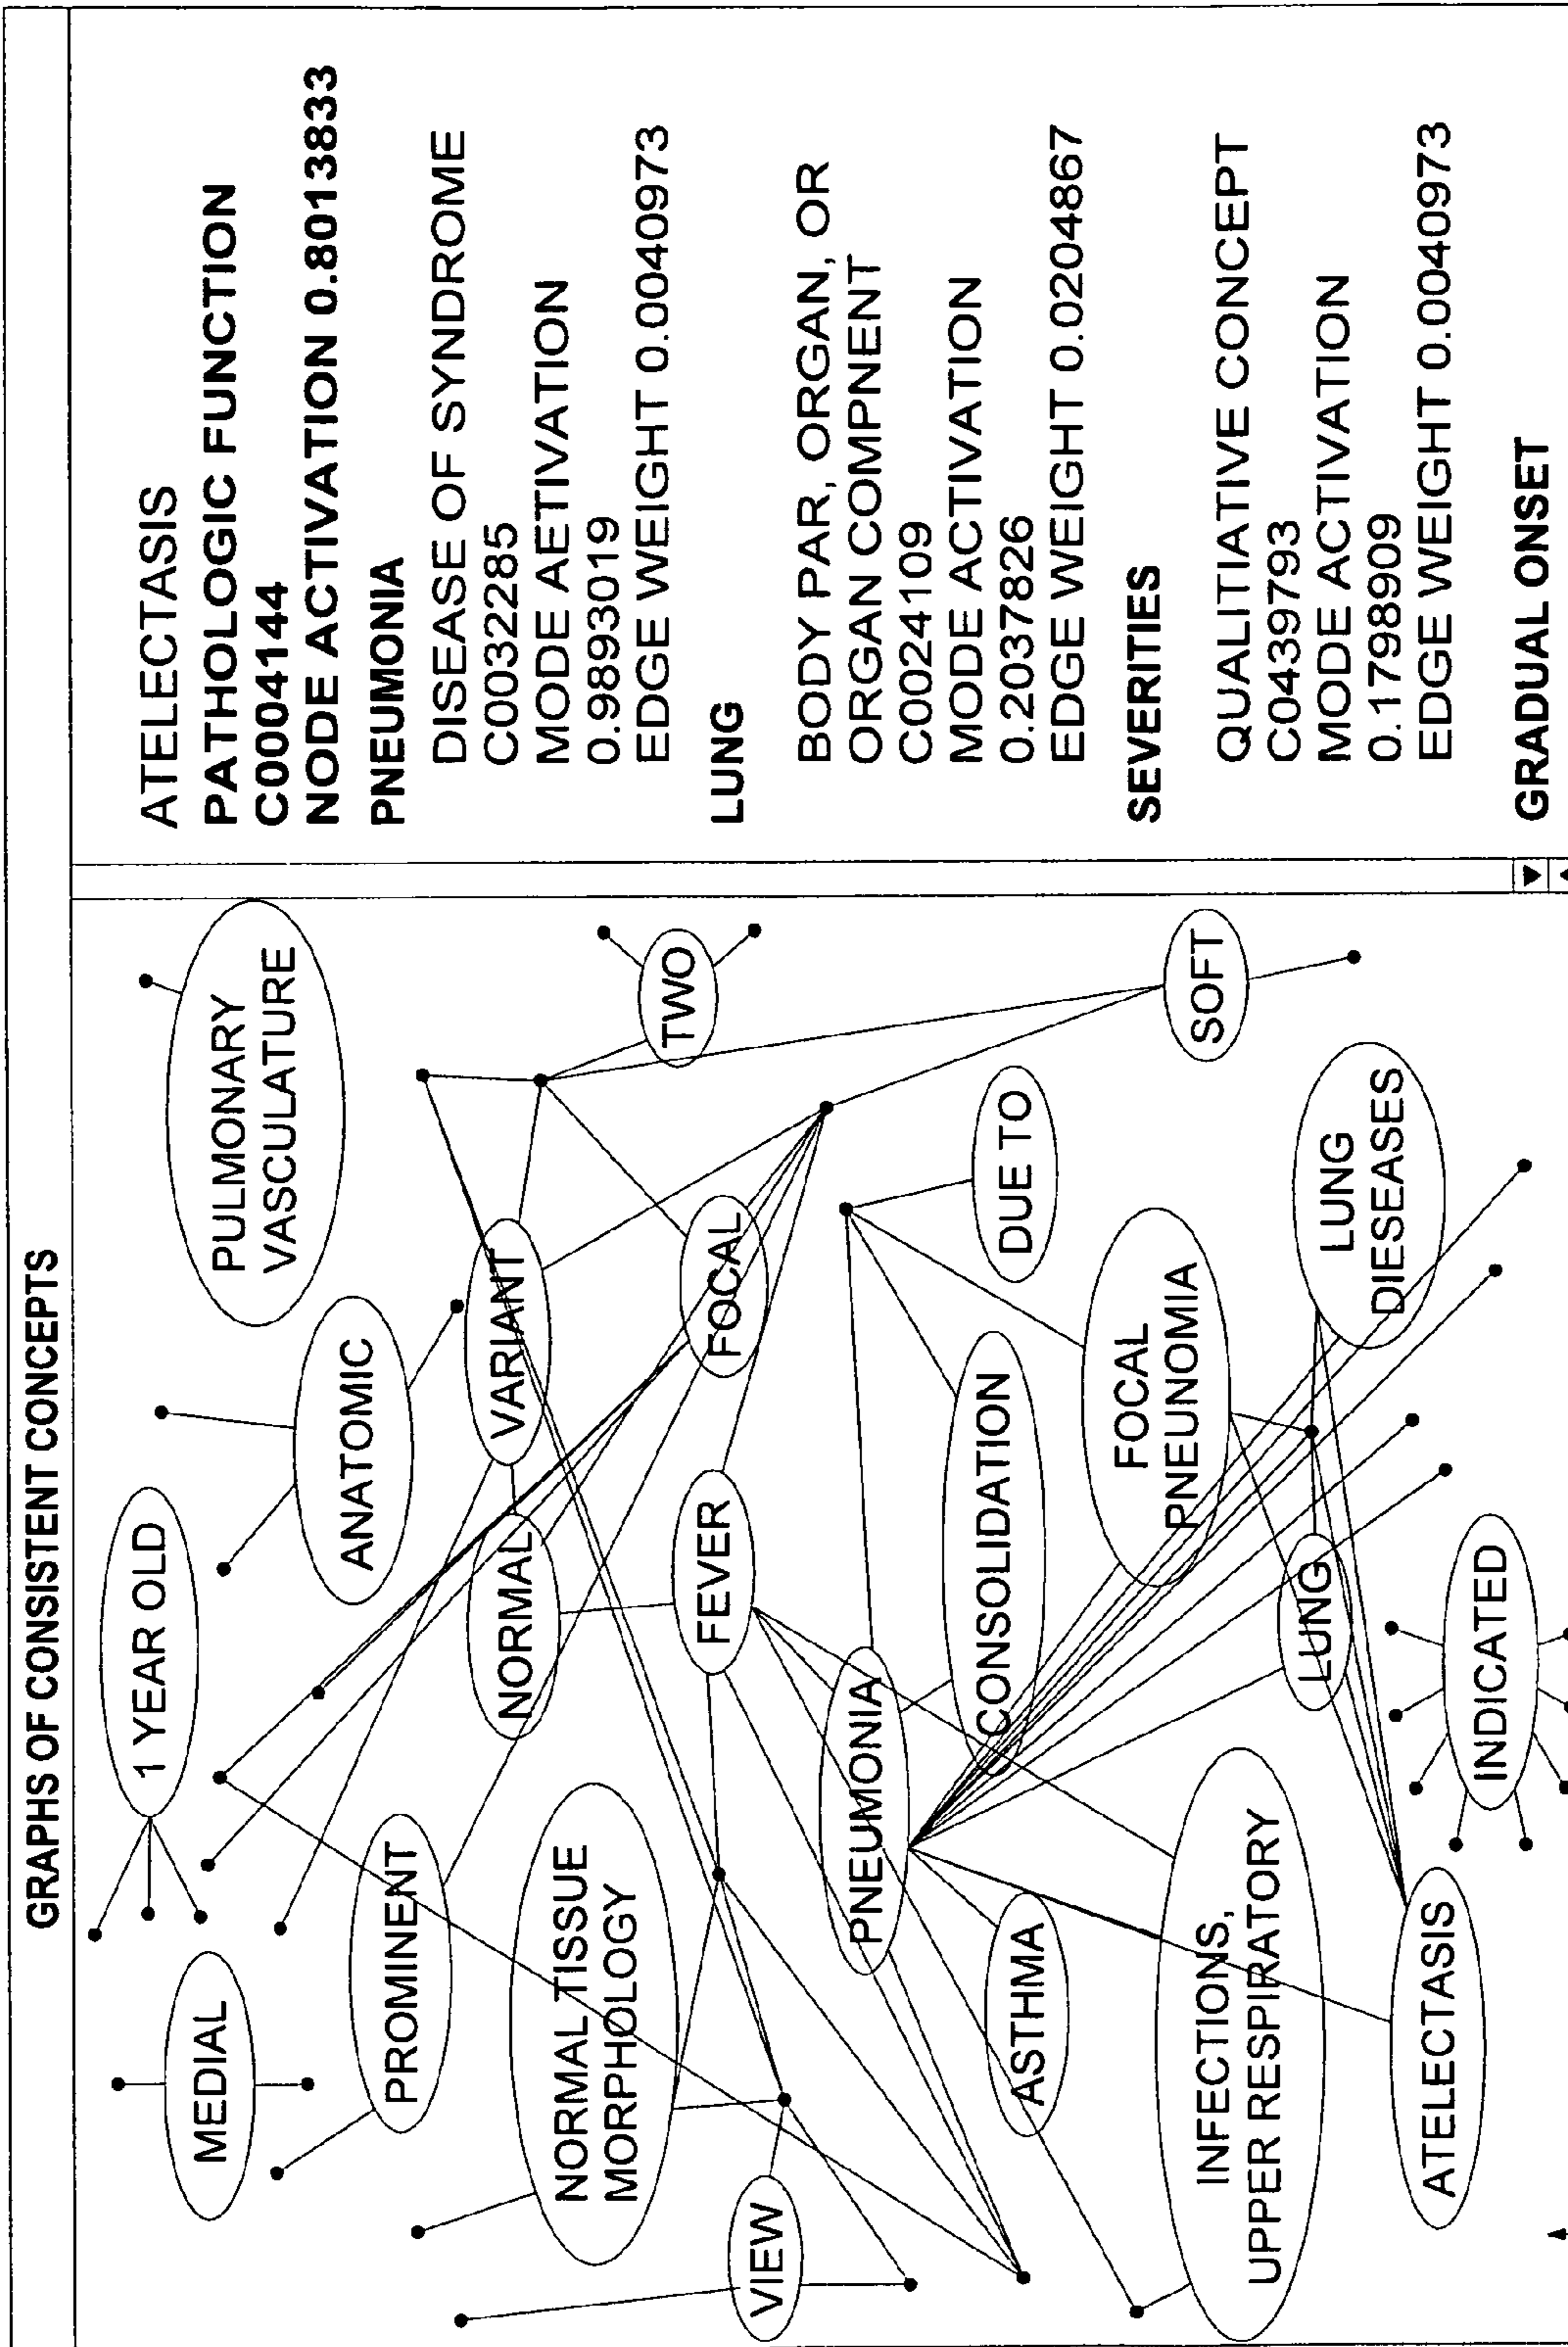 GRAPHS OF CONSISTENT CONCEPTS
MEDIAL
1 YEAR OLD
ANATOMIC
PULMONARY
VASCULATURE
PROMINENT
NORMAL
VARIANT
NORMAL TISSUE
MORPHOLOGY
FEVER
FOCAL
TWO
VIEW
PNEUMONIA
CONSOLIDATION
DUE TO
ASTHMA
FOCAL
PNEUNOMIA
SOFT
INFECTIONS,
UPPER RESPIRATORY
LUNG
LUNG
DIESEASES
ATELECTASIS
INDICATED
ATELECTASIS
PATHOLOGIC FUNCTION
C0004144
NODE ACTIVATION 0.8013833
PNEUMONIA
DISEASE OF SYNDROME
C0032285
MODE AETIVATION
0.9893019
EDGE WEIGHT 0.0040973
LUNG
BODY PAR, ORGAN, OR
ORGAN COMPNENT
C0024109
MODE ACTIVATION
0.2037826
EDGE WEIGHT 0.0204867
SEVERITIES
QUALITIATIVE CONCEPT
C0439793
MODE ACTIVATION
0.1798909
EDGE WEIGHT 0.0040973
GRADUAL ONSET